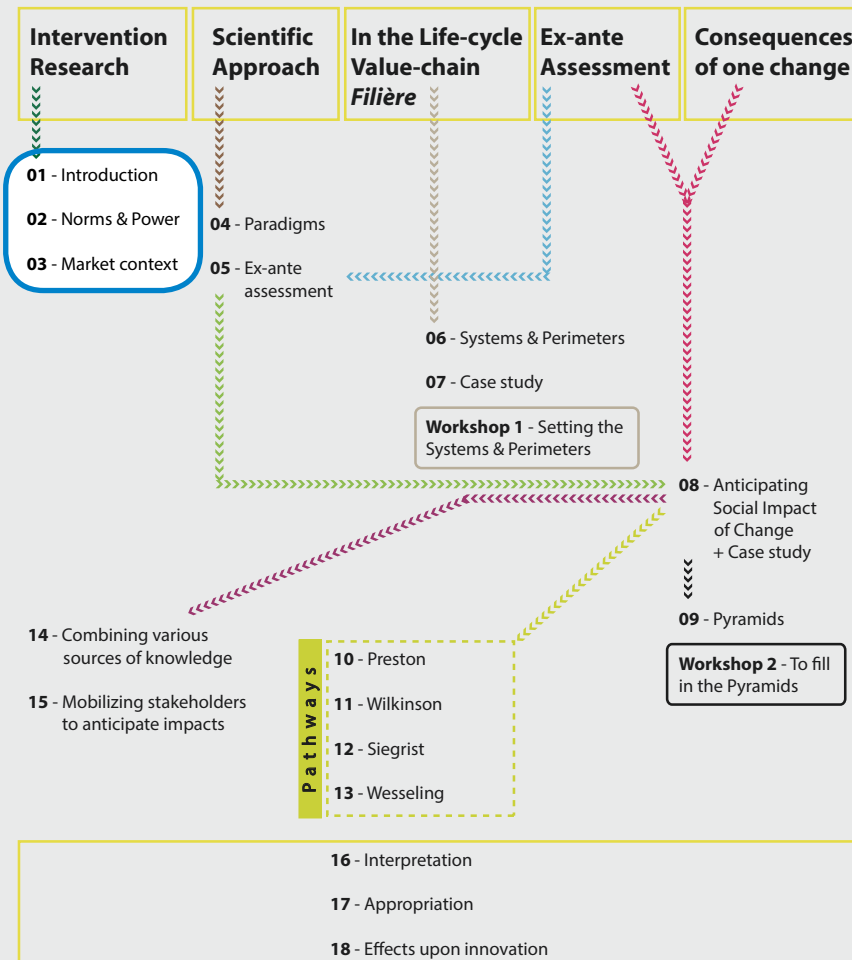 Intervention
Research
Scientific
Approach
In the Life-cycle
Value-chain
Filière
Ex-ante
Assessment
Consequences
of one change
01 - Introduction
02 - Norms & Power
03 - Market context
04 - Paradigms
05 - Ex-ante
assessment
06 - Systems & Perimeters
07 - Case study
Workshop 1 - Setting the
Systems & Perimeters
08 - Anticipating
Social Impact
of Change
+ Case study
09 - Pyramids
Workshop 2 - To fill
in the Pyramids
14 - Combining various
sources of knowledge
15 - Mobilizing stakeholders
to anticipate impacts
Pathways
10 - Preston
11 - Wilkinson
12 - Siegrist
13 - Wesseling
16 - Interpretation
17 - Appropriation
18 - Effects upon innovation